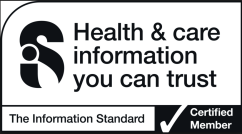 Health & care
information
you can trust
The Information Standard
Certified
Member